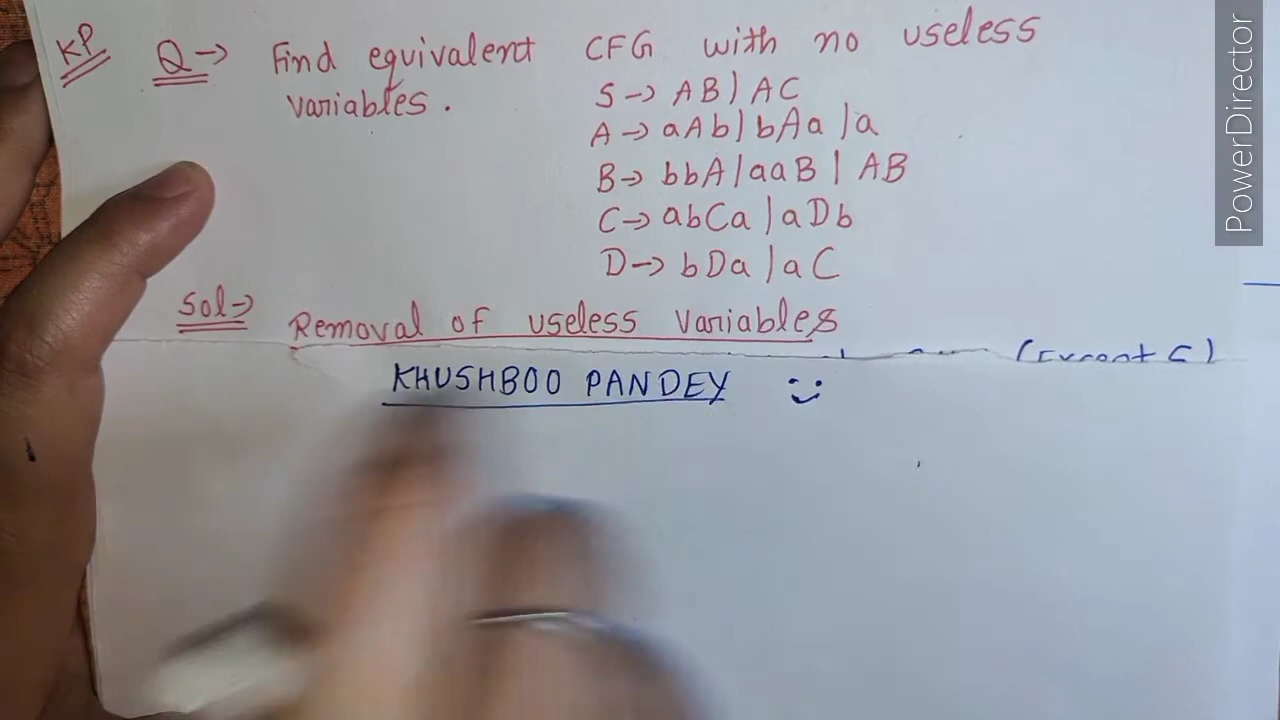 KP
Q→ Find equivalent CFG with no useless
variables.
S→ AB| AC
A→ aAb|bAa|a
B→ bbA|aaB| AB
C→ abCa|aDb
D→ bDa|aC
Sol→ Removal of useless variables
KHUSHBOO PANDEY
PowerDirector